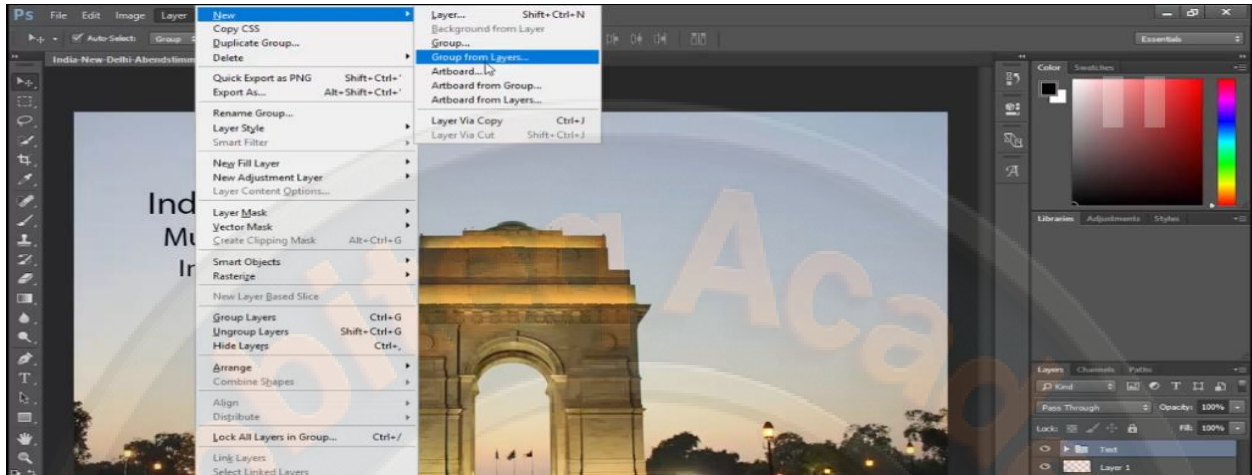 Ps File Edit Image Layer
Auto-Select: Group
Essentials
India-New-Delhi-Abendstimm
New
Copy CSS
Duplicate Group...
Delete
Quick Export as PNG Shift+Ctrl+'
Export As... Alt+Shift+Ctrl+'
Rename Group...
Layer Style
Smart Filter
New Fill Layer
New Adjustment Layer
Layer Content Options...
Layer Mask
Vector Mask
Create Clipping Mask Alt+Ctrl+G
Smart Objects
Rasterize
New Layer Based Slice
Group Layers Ctrl+G
Ungroup Layers Shift+Ctrl+G
Hide Layers Ctrl+,
Arrange
Combine Shapes
Align
Distribute
Lock All Layers in Group... Ctrl+/
Link Layers
Select Linked Layers
Layer... Shift+Ctrl+N
Background from Layer
Group...
Group from Layers...
Artboard...
Artboard from Group...
Artboard from Layers...
Layer Via Copy Ctrl+J
Layer Via Cut Shift+Ctrl+J
Ind
Mu
In
Color Swatches
Libraries Adjustments Styles
Layers Channels Paths
Kind
Pass Through Opacity: 100%
Lock: Fill: 100%
Text
Layer 1